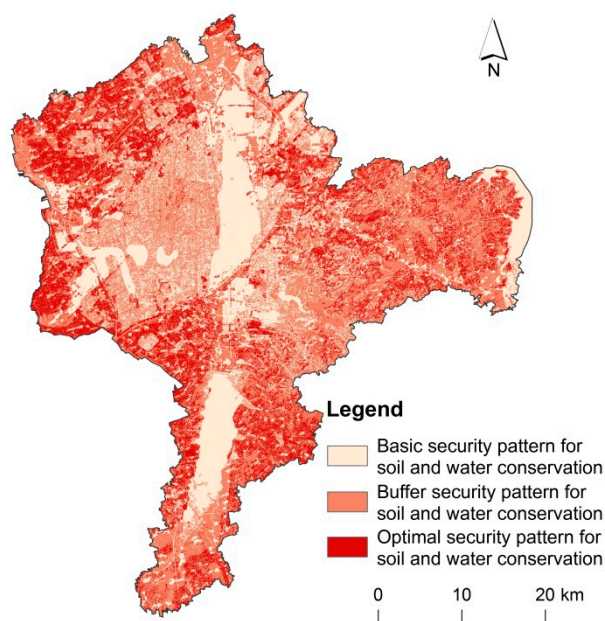 N
Legend
Basic security pattern for
soil and water conservation
Buffer security pattern for
soil and water conservation
Optimal security pattern for
soil and water conservation
0 10 20 km